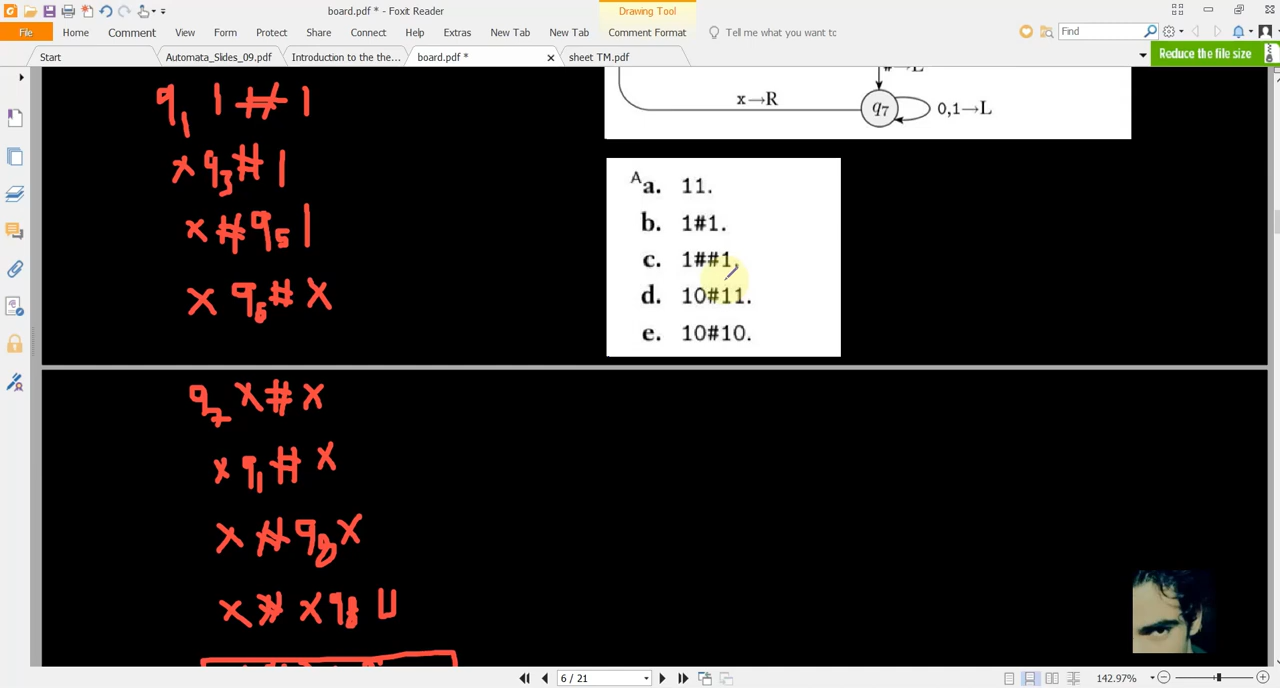 board.pdf * - Foxit Reader
Drawing Tool
File
Home
Comment
View
Form
Protect
Share
Connect
Help
Extras
New Tab
New Tab
Comment Format
Tell me what you want tc
Find
Start
Automata_Slides_09.pdf
Introduction to the the...
board.pdf *
sheet TM.pdf
Reduce the file size
q1 1 # 1
x q3 # 1
x # q5 1
x q6 # x
x→R
q7
0,1→L
A a. 11.
b. 1#1.
c. 1##1,
d. 10#11.
e. 10#10.
q7 x # x
x q1 # x
x # q8 x
x # x q8 ⊔
6 / 21
142.97%